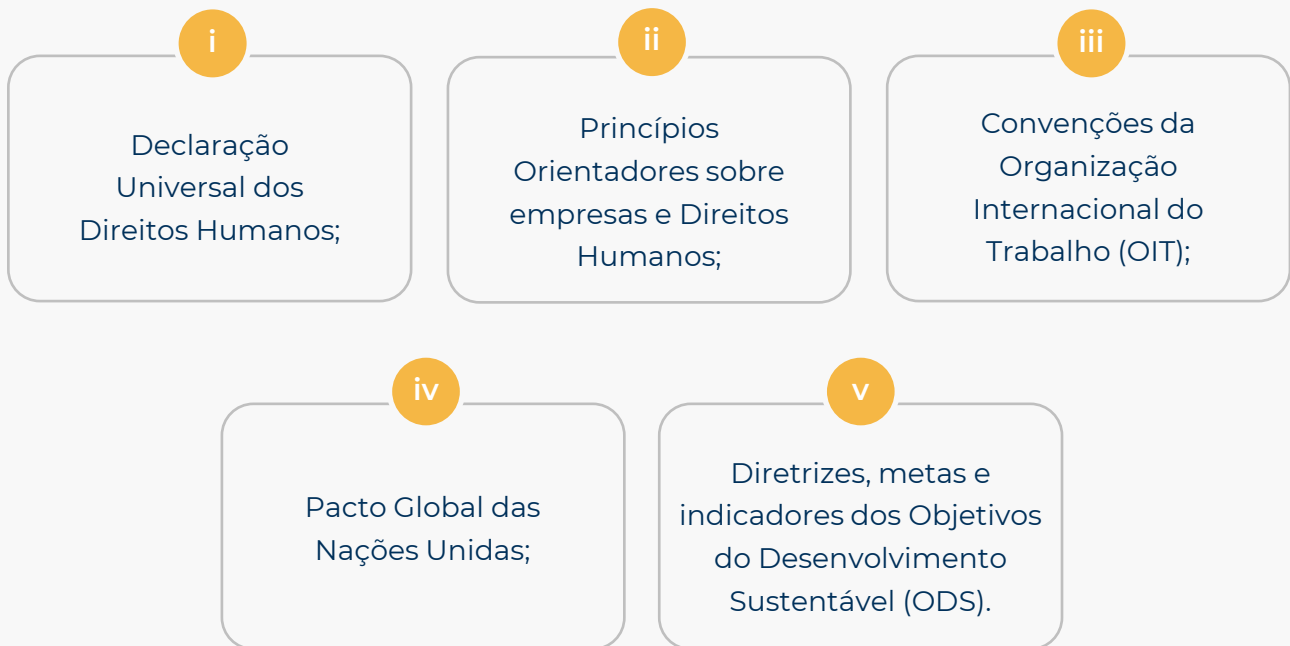 i
Declaração
Universal dos
Direitos Humanos;
ii
Princípios
Orientadores sobre
empresas e Direitos
Humanos;
iii
Convenções da
Organização
Internacional do
Trabalho (OIT);
iv
Pacto Global das
Nações Unidas;
v
Diretrizes, metas e
indicadores dos Objetivos
do Desenvolvimento
Sustentável (ODS).